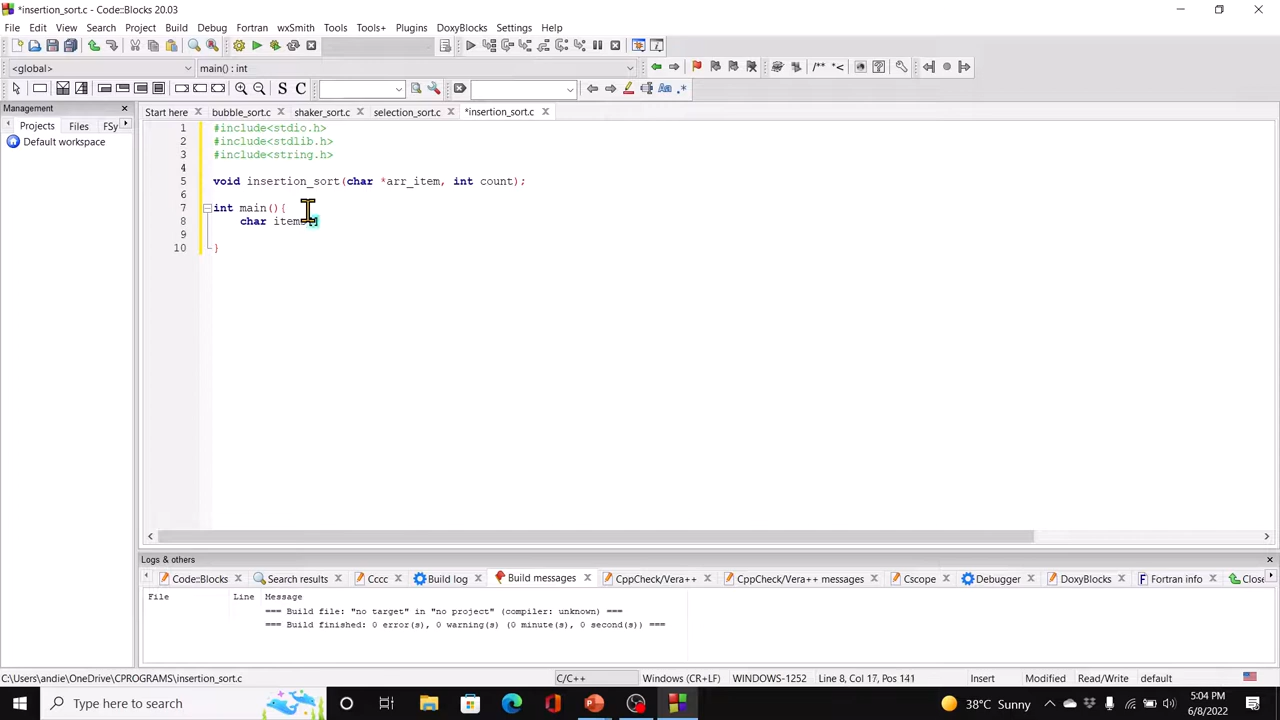 *insertion_sort.c - Code::Blocks 20.03
File Edit View Search Project Build Debug Fortran wxSmith Tools Tools+ Plugins DoxyBlocks Settings Help
<global> main() : int
/** *<
S C Aa .*
Management
Projects Files FSy
Default workspace
Start here bubble_sort.c shaker_sort.c selection_sort.c *insertion_sort.c
1 #include<stdio.h>
2 #include<stdlib.h>
3 #include<string.h>
4
5 void insertion_sort(char *arr_item, int count);
6
7 int main(){
8 char items[]
9
10 }
Logs & others
Code::Blocks Search results Cccc Build log Build messages CppCheck/Vera++ CppCheck/Vera++ messages Cscope Debugger DoxyBlocks Fortran info Close
File Line Message
=== Build file: "no target" in "no project" (compiler: unknown) ===
=== Build finished: 0 error(s), 0 warning(s) (0 minute(s), 0 second(s)) ===
C:\Users\andie\OneDrive\CPROGRAMS\insertion_sort.c C/C++ Windows (CR+LF) WINDOWS-1252 Line 8, Col 17, Pos 141 Insert Modified Read/Write default
Type here to search
38°C Sunny
5:04 PM
6/8/2022